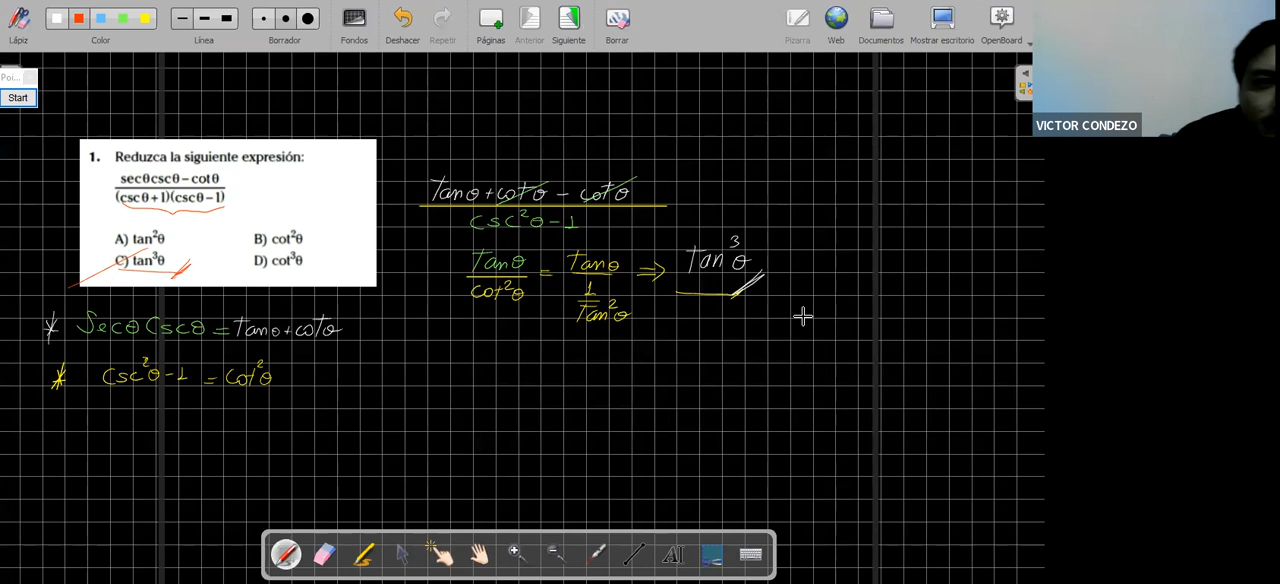 Lápiz Color Línea Borrador Fondos Deshacer Repetir Páginas Anterior Siguiente Borrar Pizarra Web Documentos Mostrar escritorio OpenBoard
Poi...
Start
VICTOR CONDEZO
1. Reduzca la siguiente expresión:
secθcscθ – cotθ
(cscθ + 1)(cscθ – 1)
A) tan²θ B) cot²θ
C) tan³θ D) cot³θ
* Secθ Cscθ = Tanθ + cotθ
* Csc²θ - 1 = Cot²θ
Tanθ + cotθ - cotθ
Csc²θ - 1
Tanθ = Tanθ ⇒ Tan³θ
Cot²θ 1
Tan²θ
AI